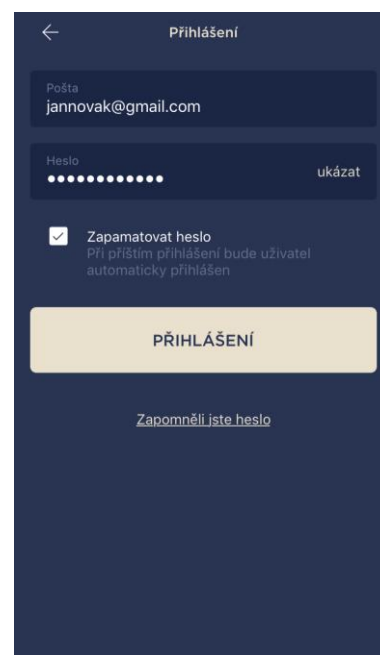 Přihlášení
Pošta
jannovak@gmail.com
Heslo
••••••••••••
ukázat
Zapamatovat heslo
Při příštím přihlášení bude uživatel
automaticky přihlášen
PŘIHLÁŠENÍ
Zapomněli jste heslo